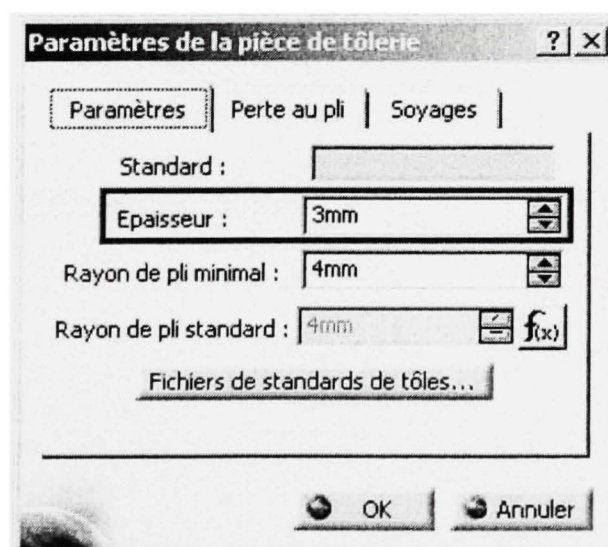 Paramètres de la pièce de tôlerie ? ×
Paramètres Perte au pli Soyages
Standard :
Epaisseur : 3mm
Rayon de pli minimal : 4mm
Rayon de pli standard : 4mm f(x)
Fichiers de standards de tôles...
OK Annuler